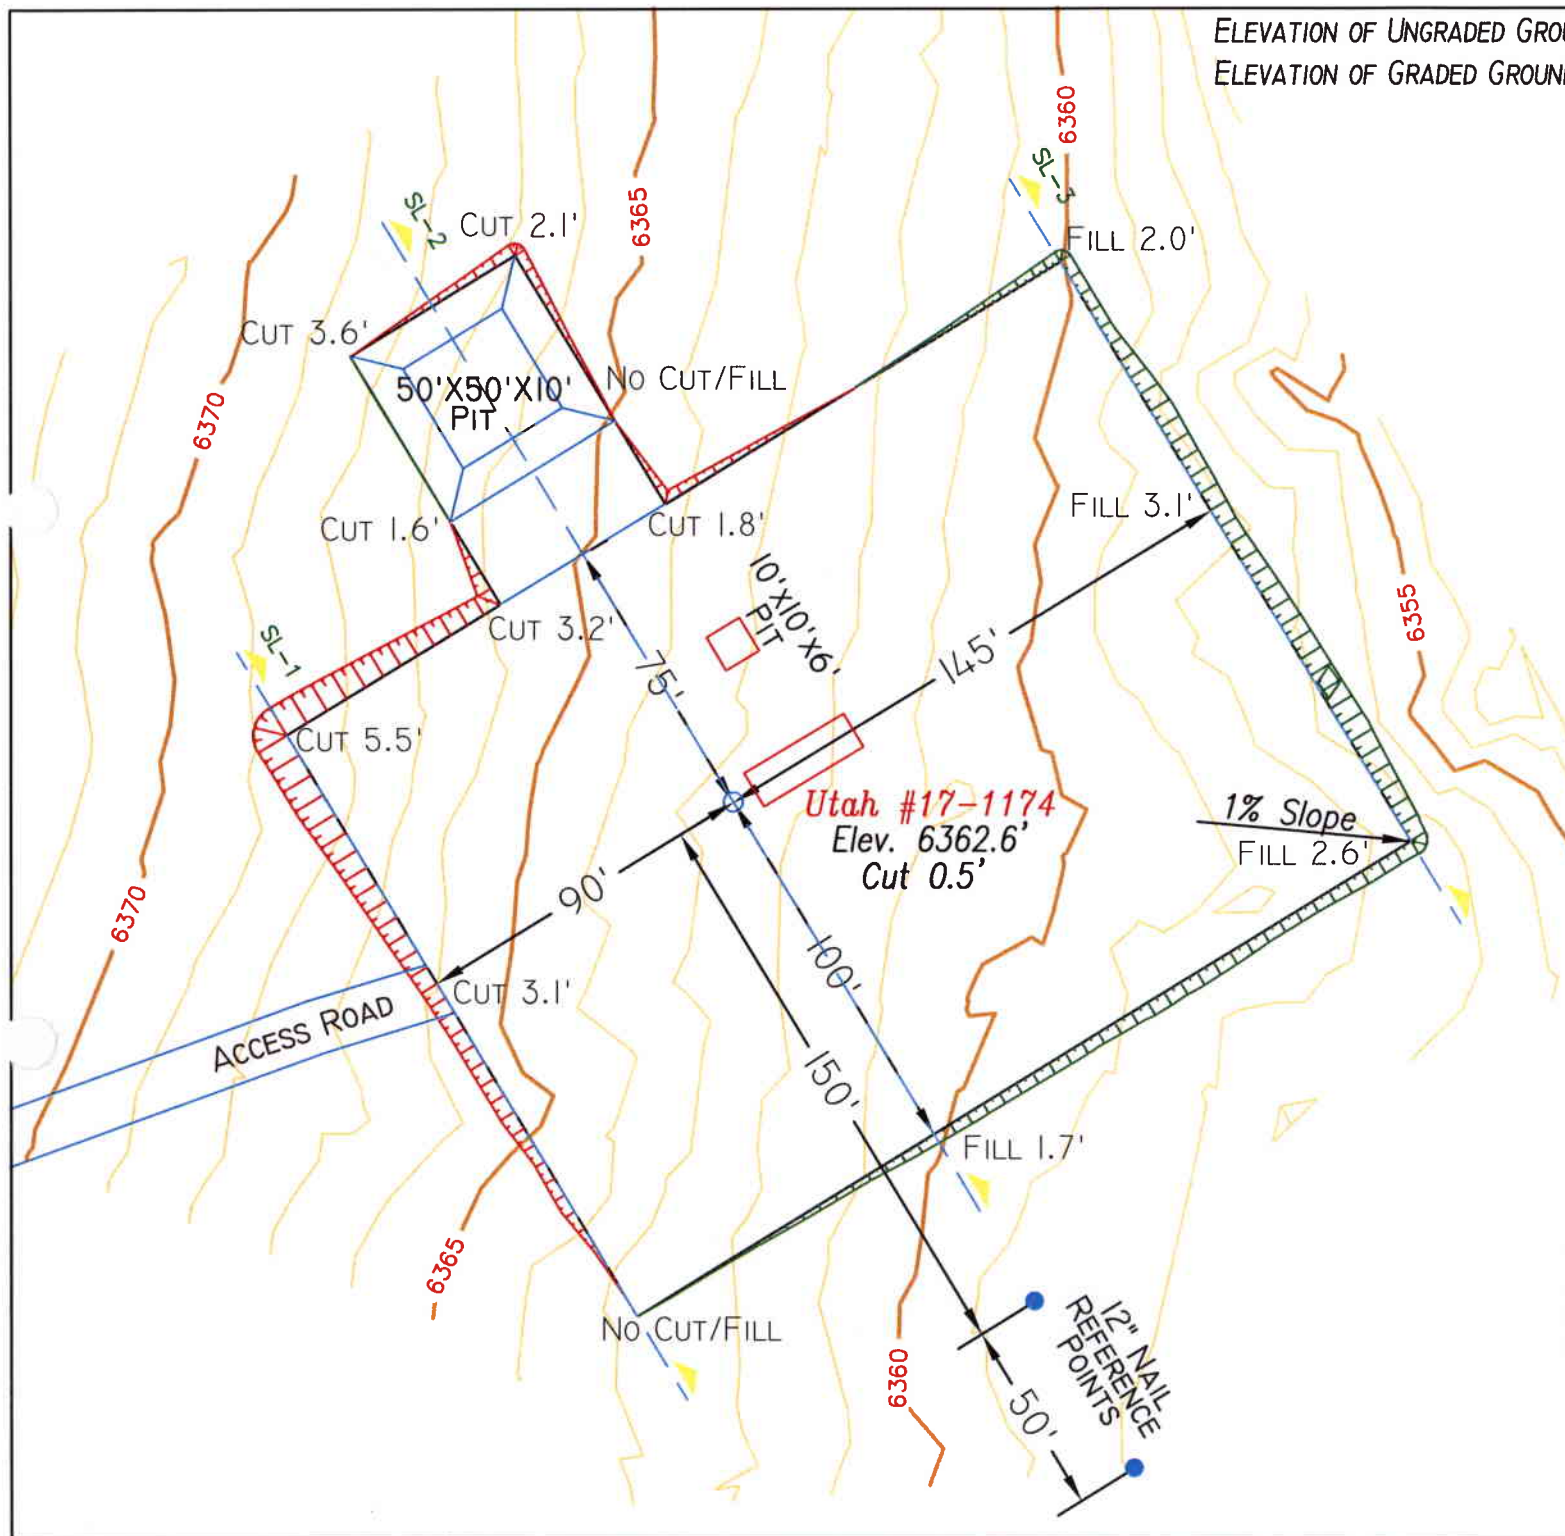 ELEVATION OF UNGRADED GROU
ELEVATION OF GRADED GROUN
6360
SL-3
SL-2
CUT 2.1'
6365
FILL 2.0'
CUT 3.6'
6370
50'X50'X10'
PIT
NO CUT/FILL
FILL 3.1'
CUT 1.6'
CUT 1.8'
10'X10'X6'
PIT
6355
SL-1
CUT 3.2'
75'
145'
CUT 5.5'
Utah #17-1174
Elev. 6362.6'
Cut 0.5'
1% Slope
FILL 2.6'
90'
6370
100'
CUT 3.1'
ACCESS ROAD
150'
FILL 1.7'
6365
NO CUT/FILL
6360
12" NAIL
REFERENCE
POINTS
50'